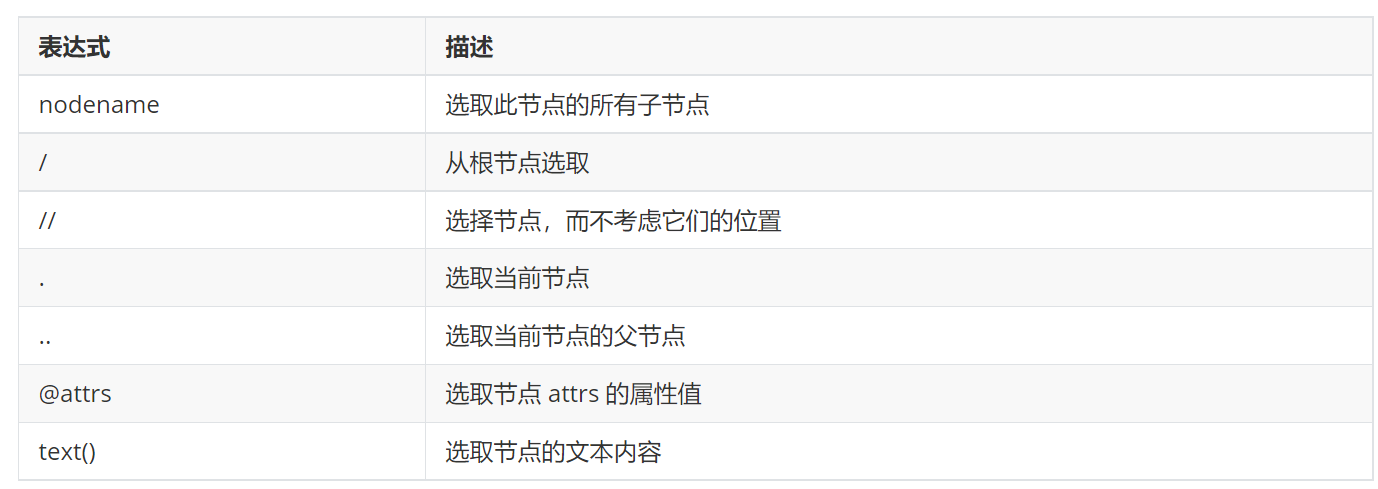 表达式 描述
nodename 选取此节点的所有子节点
/ 从根节点选取
// 选择节点，而不考虑它们的位置
. 选取当前节点
.. 选取当前节点的父节点
@attrs 选取节点 attrs 的属性值
text() 选取节点的文本内容